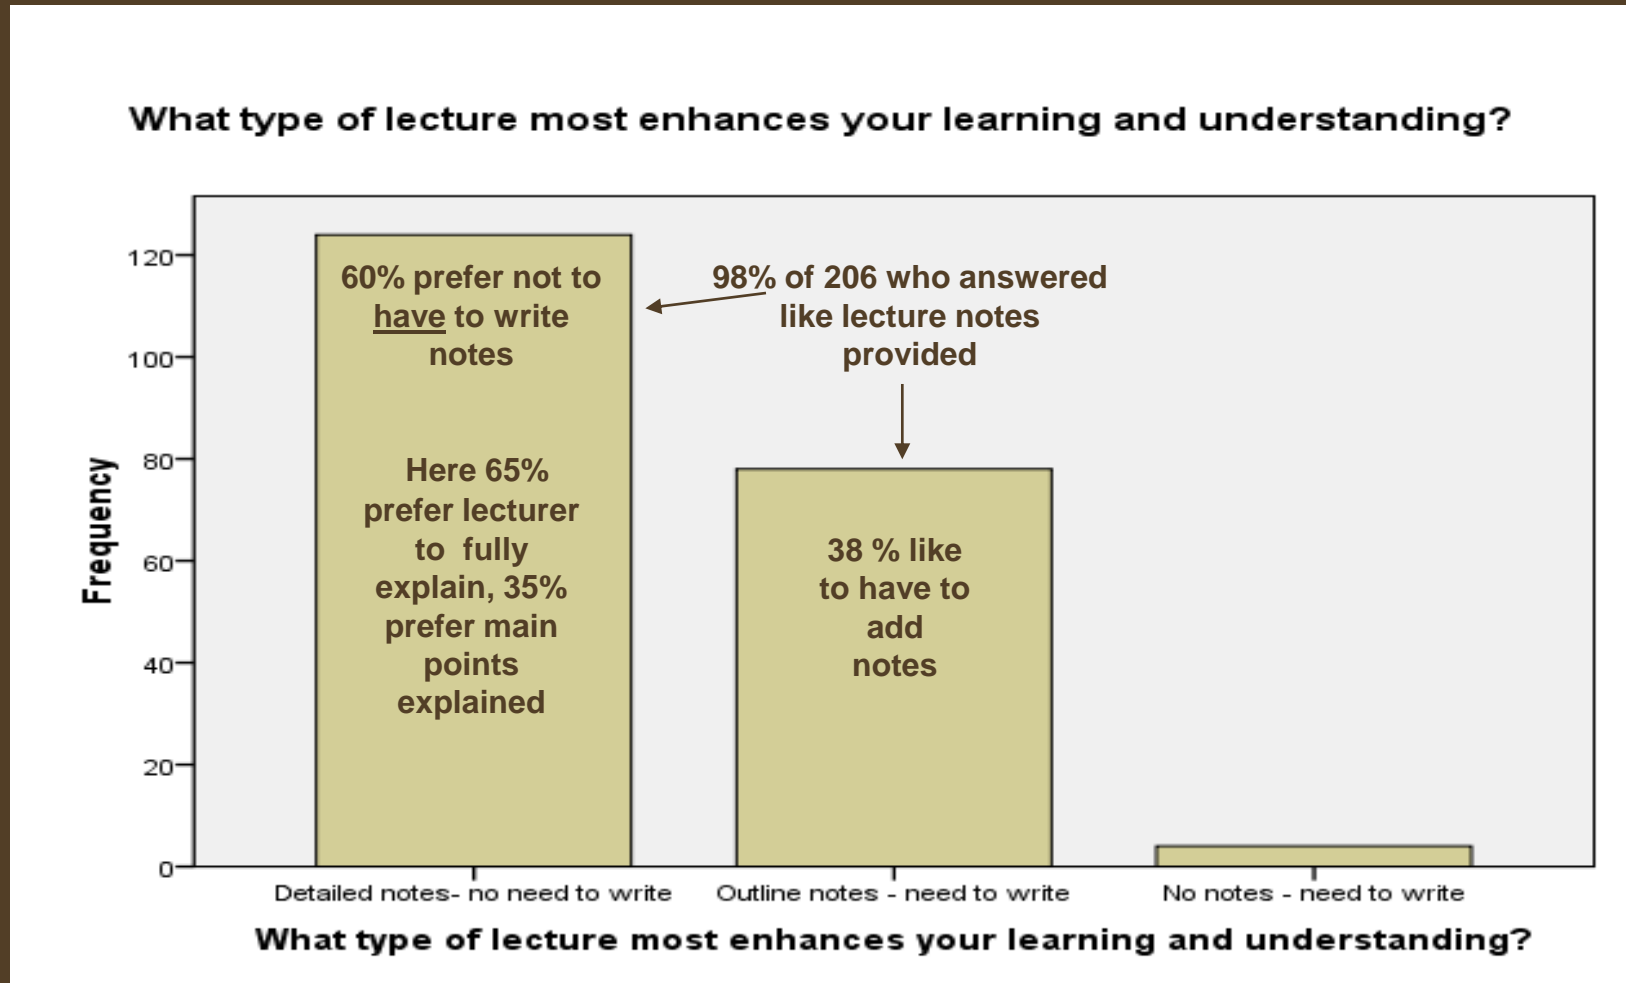 What type of lecture most enhances your learning and understanding?
120
100
80
60
40
20
0
Frequency
60% prefer not to
have to write
notes
Here 65%
prefer lecturer
to fully
explain, 35%
prefer main
points
explained
98% of 206 who answered
like lecture notes
provided
38 % like
to have to
add
notes
Detailed notes- no need to write
Outline notes - need to write
No notes - need to write
What type of lecture most enhances your learning and understanding?